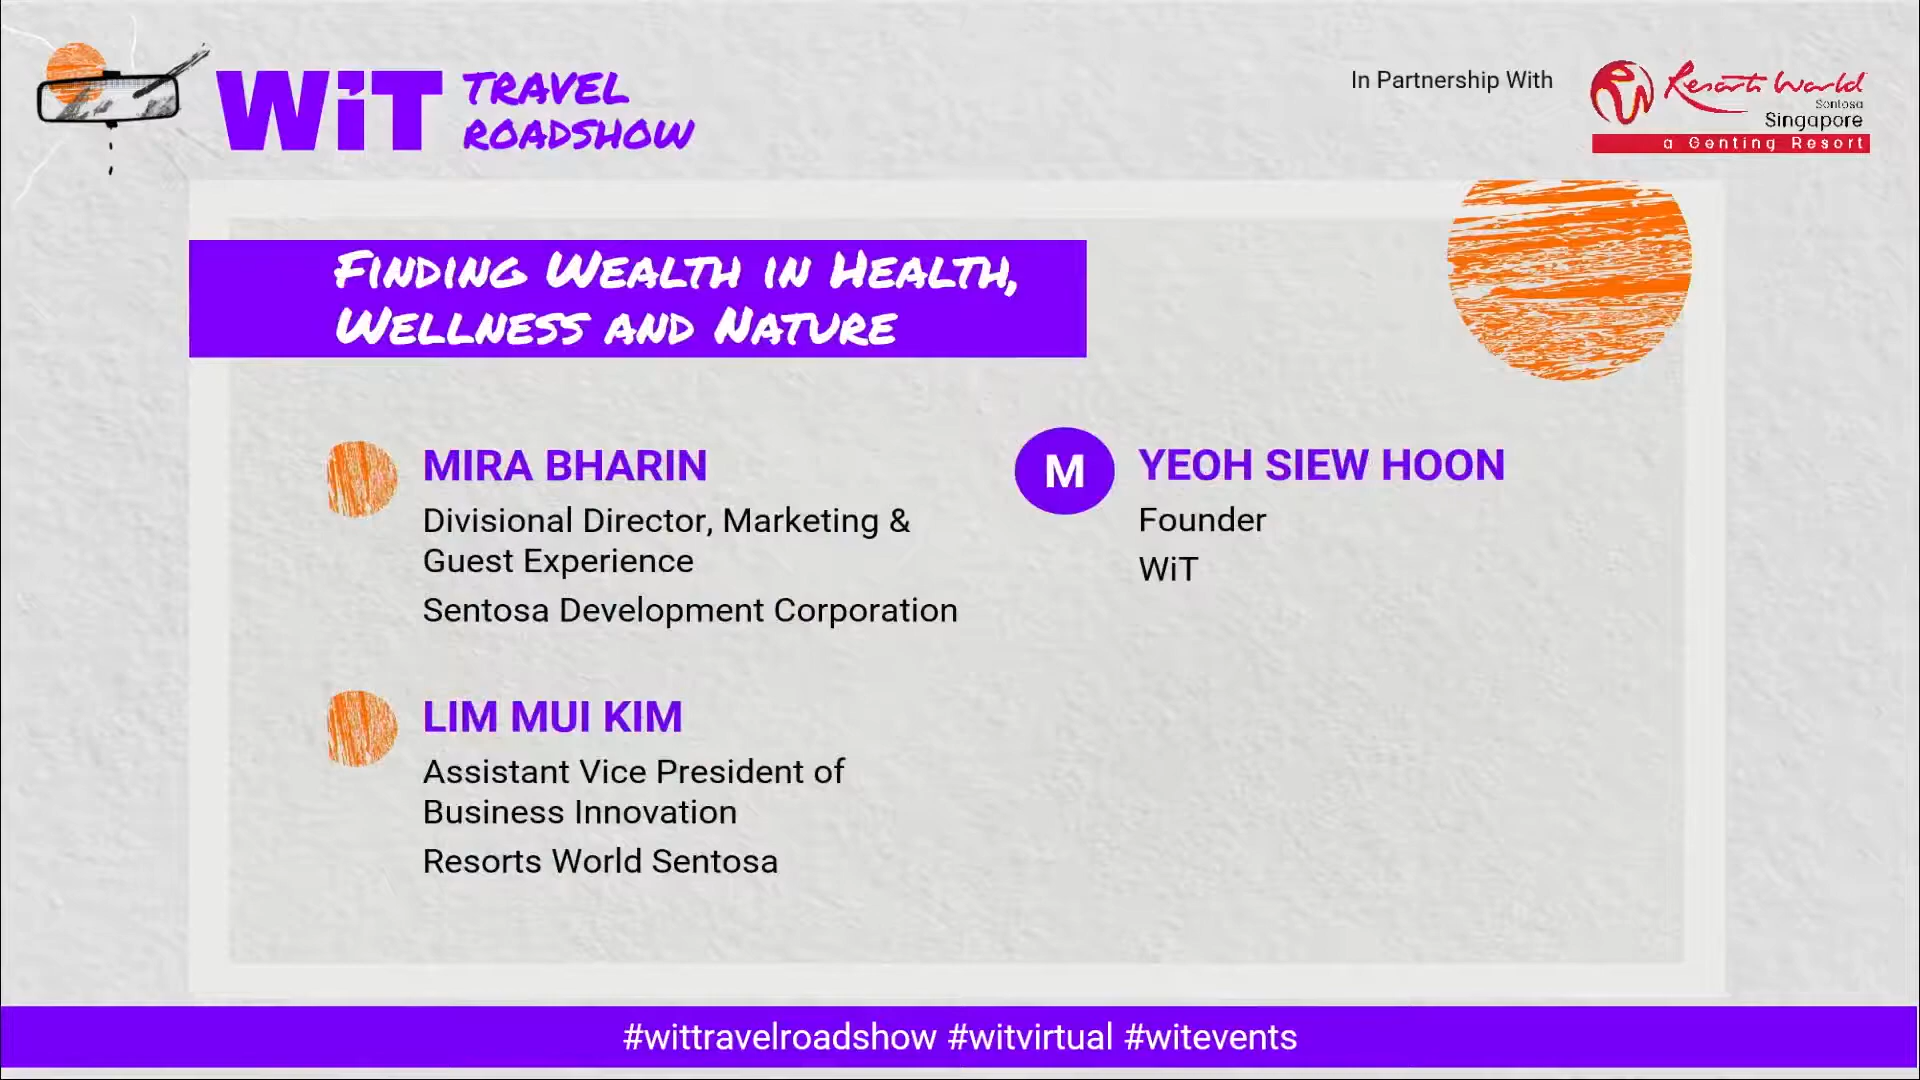 WiT TRAVEL
ROADSHOW
In Partnership With
Resorts World
Sentosa
Singapore
a Genting Resort
Finding Wealth in Health,
Wellness and Nature
MIRA BHARIN
Divisional Director, Marketing &
Guest Experience
Sentosa Development Corporation
LIM MUI KIM
Assistant Vice President of
Business Innovation
Resorts World Sentosa
M YEOH SIEW HOON
Founder
WiT
#wittravelroadshow #witvirtual #witevents